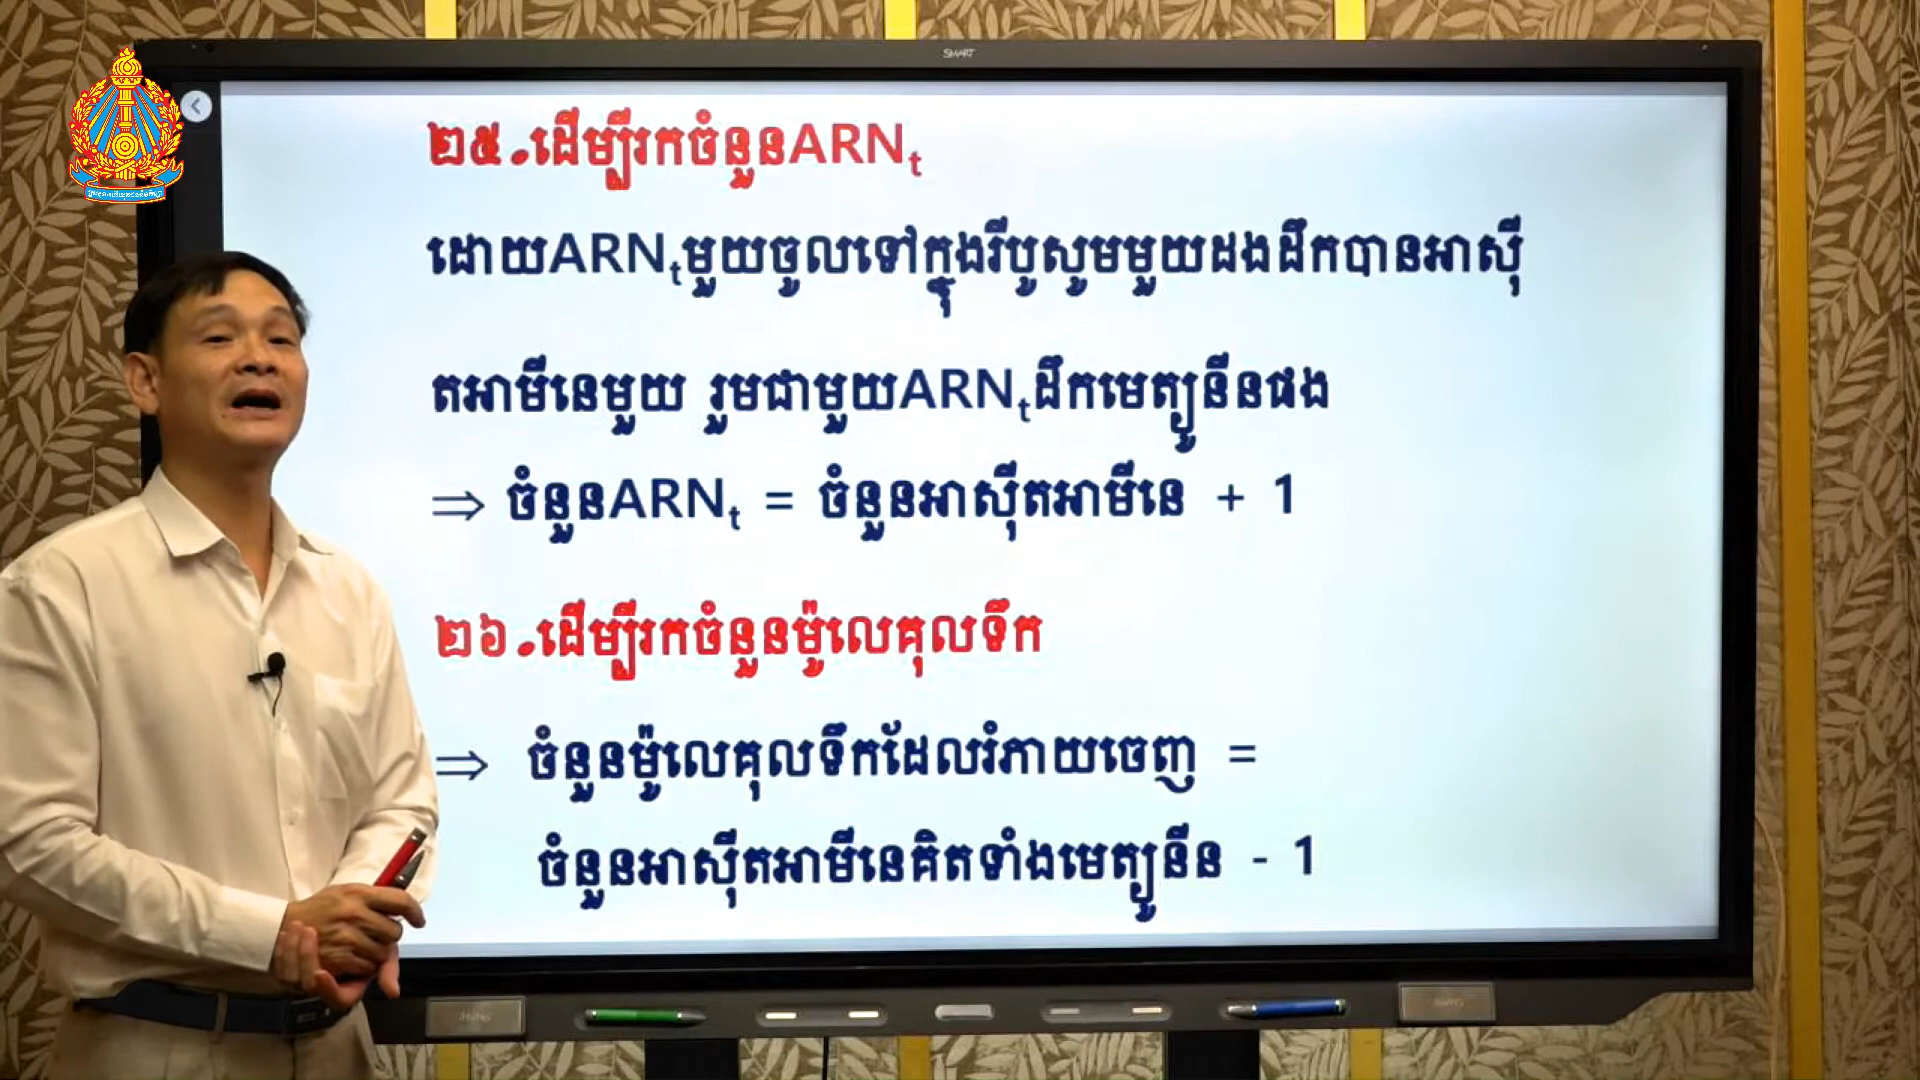 SMART
២៥.ដើម្បីរកចំនួនARNt
ដោយARNtមួយចូលទៅក្នុងរីបូសូមមួយដងដឹកបានអាស៊ី
តអាមីនេមួយ រួមជាមួយARNtដឹកមេត្យូនីនផង
⇒ ចំនួនARNt = ចំនួនអាស៊ីតអាមីនេ + 1
២៦.ដើម្បីរកចំនួនម៉ូលេគុលទឹក
⇒ ចំនួនម៉ូលេគុលទឹកដែលរំភាយចេញ =
ចំនួនអាស៊ីតអាមីនេគិតទាំងមេត្យូនីន - 1